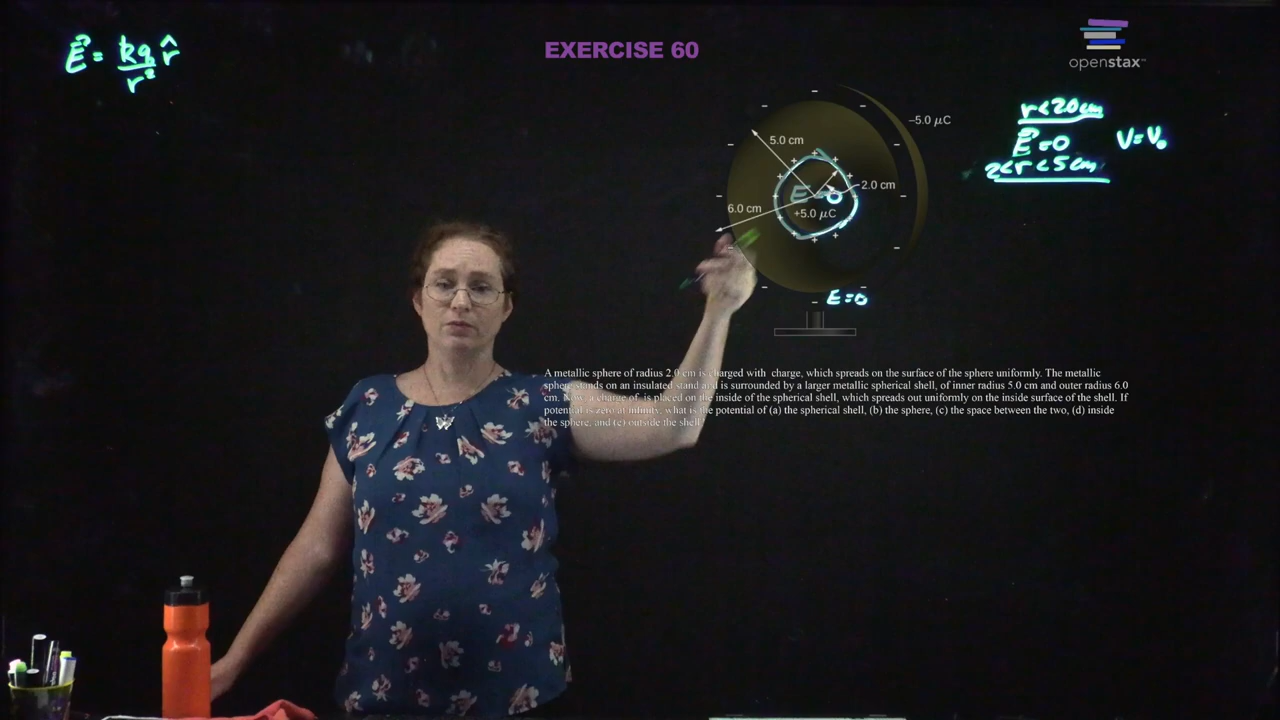 E⃗ = kq/r² r̂
EXERCISE 60
openstax™
r<20cm
E⃗=0
V=V₀
2<r<5cm
–5.0 μC
5.0 cm
2.0 cm
E=0
6.0 cm
+5.0 μC
E=0
A metallic sphere of radius 2.0 cm is charged with charge, which spreads on the surface of the sphere uniformly. The metallic
sphere stands on an insulated stand and is surrounded by a larger metallic spherical shell, of inner radius 5.0 cm and outer radius 6.0
cm. Now, a charge of is placed on the inside of the spherical shell, which spreads out uniformly on the inside surface of the shell. If
potential is zero at infinity, what is the potential of (a) the spherical shell, (b) the sphere, (c) the space between the two, (d) inside
the sphere, and (e) outside the shell